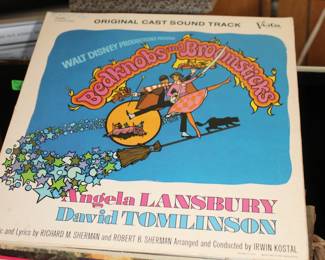 ORIGINAL CAST SOUND TRACK
Vista
WALT DISNEY PRODUCTIONS presents
Bedknobs and Broomsticks
Angela LANSBURY
David TOMLINSON
and Lyrics by RICHARD M. SHERMAN and ROBERT B. SHERMAN Arranged and Conducted by IRWIN KOSTAL